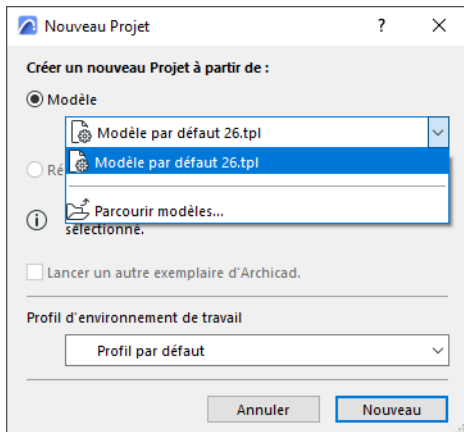 Nouveau Projet
Créer un nouveau Projet à partir de :
Modèle
Modèle par défaut 26.tpl
Modèle par défaut 26.tpl
Parcourir modèles...
sélectionné.
Lancer un autre exemplaire d'Archicad.
Profil d'environnement de travail
Profil par défaut
Annuler
Nouveau